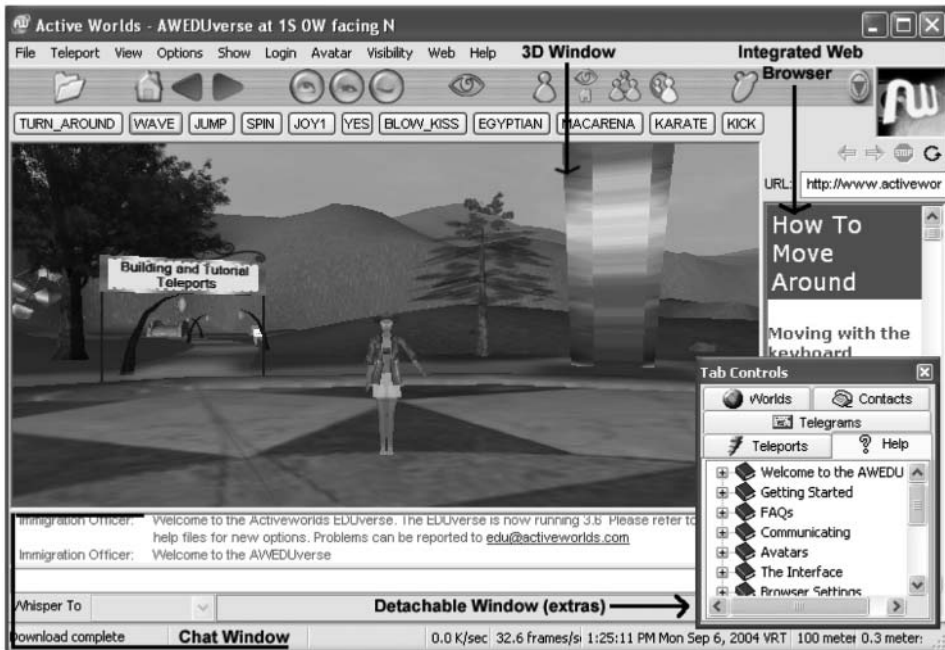 Active Worlds - AWEDUverse at 1S 0W facing N
File Teleport View Options Show Login Avatar Visibility Web Help
3D Window
Integrated Web
Browser
TURN_AROUND WAVE JUMP SPIN JOY1 YES BLOW_KISS EGYPTIAN MACARENA KARATE KICK
URL: http://www.activewor
How To
Move
Around
Moving with the
keyboard
Building and Tutorial
Teleports
Tab Controls
Worlds Contacts
Telegrams
Teleports Help
Welcome to the AWEDU
Getting Started
FAQs
Communicating
Avatars
The Interface
Browser Settings
Immigration Officer: Welcome to the Activeworlds EDUverse. The EDUverse is now running 3.6 Please refer to
help files for new options. Problems can be reported to edu@activeworlds.com
Immigration Officer: Welcome to the AWEDUverse
Whisper To
Detachable Window (extras)
Download complete
Chat Window
0.0 K/sec 32.6 frames/s 1:25:11 PM Mon Sep 6, 2004 VRT 100 meter 0.3 meter: